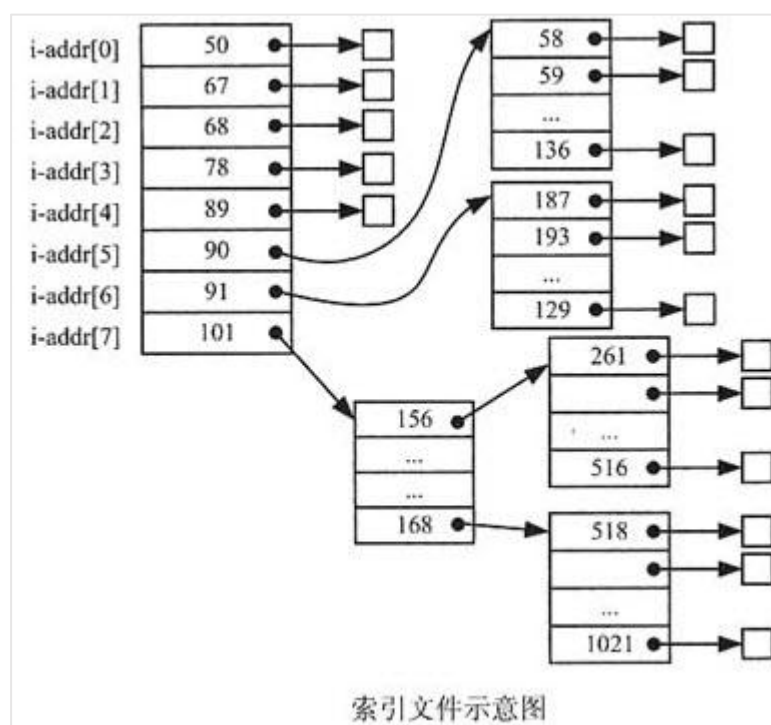 i-addr[0] 50
i-addr[1] 67
i-addr[2] 68
i-addr[3] 78
i-addr[4] 89
i-addr[5] 90
i-addr[6] 91
i-addr[7] 101
58
59
...
136
187
193
...
129
156
...
...
168
261
...
516
518
...
1021
索引文件示意图